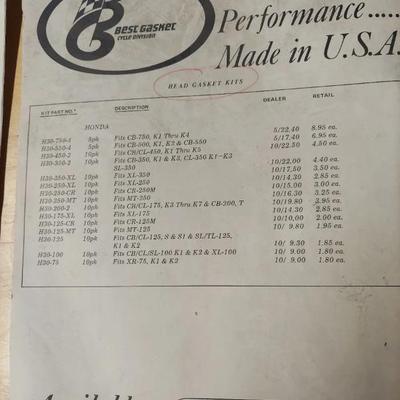 Best Gasket
CYCLE DIVISION
Performance.....
Made in U.S.A.
HEAD GASKET KITS
KIT PART NO. DESCRIPTION DEALER RETAIL
HONDA
H30-750-4 5pk Fits CB-750, K1 Thru K4 5/22.40 8.95 ea.
H30-550-4 5pk Fits CB-500, K1, K2 & CB-550 5/17.40 6.95 ea.
H30-450-2 10pk Fits CB/CL-450, K1 Thru K5 10/22.50 4.50 ea.
H30-350-2 10pk Fits CB-350, K1 & K3, CL-350 K1-K3
SL-350 10/22.00 4.40 ea.
H30-350-XL 10pk Fits XL-350 10/17.50 3.50 ea.
H30-250-XL 10pk Fits XL-250 10/14.30 2.85 ea.
H30-250-CR 10pk Fits CR-250M 10/15.00 3.00 ea.
H30-250-MT 10pk Fits MT-250 10/16.30 3.25 ea.
H30-200-2 10pk Fits CB/CL-175, K3 Thru K7 & CB-200, T 10/19.80 3.95 ea.
H30-175-XL 10pk Fits XL-175 10/14.30 2.85 ea.
H30-125-CR 10pk Fits CR-125M 10/10.00 2.00 ea.
H30-125-MT 10pk Fits MT-125 10/ 9.80 1.95 ea.
H30-125 10pk Fits CB/CL-125, S & S1 & SL/TL-125,
K1 & K2 10/ 9.30 1.85 ea.
H30-100 10pk Fits CB/CL/SL-100 K1 & K2 & XL-100 10/ 9.00 1.80 ea.
H30-75 10pk Fits XR-75, K1 & K2 10/ 9.00 1.80 ea.